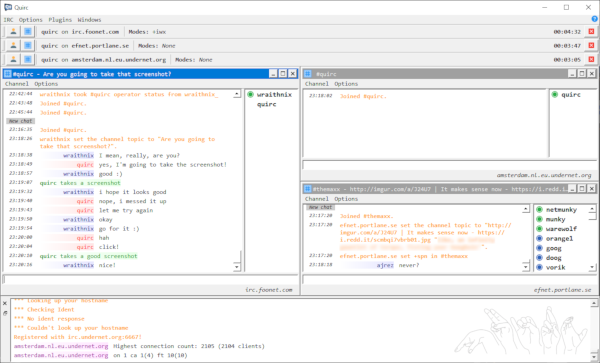 Quirc
IRC Options Plugins Windows
quirc on irc.foonet.com Modes: +iwx 00:04:32
quirc on efnet.portlane.se Modes: None 00:03:47
quirc on amsterdam.nl.eu.undernet.org Modes: None 00:03:05
#quirc - Are you going to take that screenshot?
Channel Options
22:42:44 wraithnix took #quirc operator status from wraithnix_
22:43:48 Joined #quirc.
22:45:44 Joined #quirc.
New chat
23:16:35 Joined #quirc.
23:18:26 wraithnix set the channel topic to "Are you going to take that screenshot?".
23:18:38 wraithnix I mean, really, are you?
23:18:49 quirc yes, I'm going to take the screenshot!
23:18:57 wraithnix good :)
23:19:07 quirc takes a screenshot
23:19:32 wraithnix i hope it looks good
23:19:40 quirc nope, i messed it up
23:19:43 quirc let me try again
23:19:50 wraithnix okay
23:19:54 wraithnix go for it :)
23:20:00 quirc hah
23:20:04 quirc click!
23:20:10 quirc takes a good screenshot
23:20:16 wraithnix nice!
wraithnix
quirc
irc.foonet.com
#quirc
Channel Options
23:18:02 Joined #quirc.
quirc
amsterdam.nl.eu.undernet.org
#themaxx - http://imgur.com/a/324U7 | It makes sense now - https://i.redd.it/
Channel Options
New chat
23:17:20 Joined #themaxx.
23:17:20 efnet.portlane.se set the channel topic to "http://
imgur.com/a/324U7 | It makes sense now - https://
23:17:20 efnet.portlane.se set +spn in #themaxx
23:18:18 ajrez never?
netmunky
munky
warewolf
orangel
goog
doog
vorik
efnet.portlane.se
*** Looking up your hostname
*** Checking Ident
*** No ident response
*** Couldn't look up your hostname
Registered with irc.undernet.org:6667!
amsterdam.nl.eu.undernet.org Highest connection count: 2105 (2104 clients)
amsterdam.nl.eu.undernet.org on 1 ca 1(4) ft 10(10)